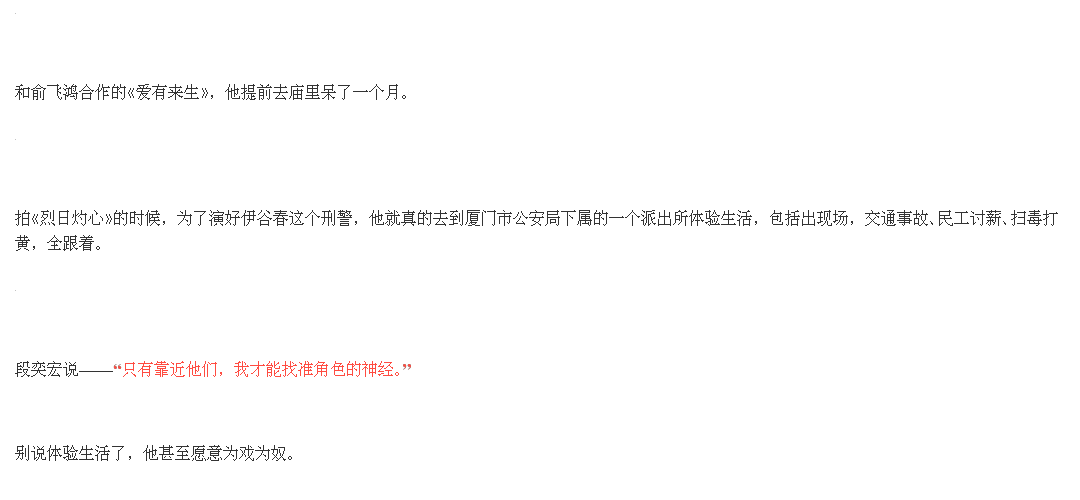 和俞飞鸿合作的《爱有来生》，他提前去庙里呆了一个月。
拍《烈日灼心》的时候，为了演好伊谷春这个刑警，他就真的去到厦门市公安局下属的一个派出所体验生活，包括出现场，交通事故、民工讨薪、扫毒打
黄，全跟着。
段奕宏说——“只有靠近他们，我才能找准角色的神经。”
别说体验生活了，他甚至愿意为戏为奴。